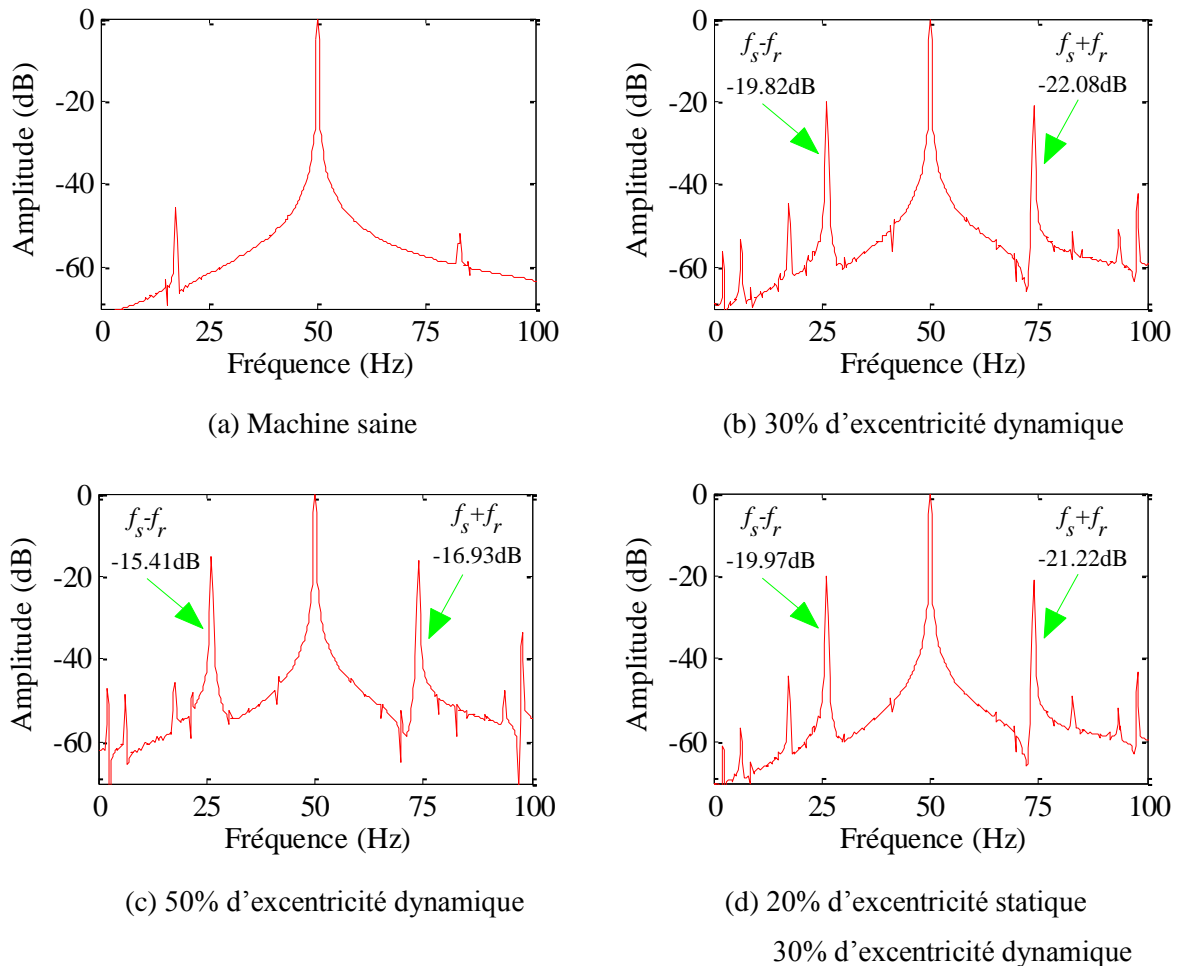 0
-20
-40
-60
Amplitude (dB)
0 25 50 75 100
Fréquence (Hz)
(a) Machine saine
0
-20
-40
-60
Amplitude (dB)
fs-fr
-19.82dB
fs+fr
-22.08dB
0 25 50 75 100
Fréquence (Hz)
(b) 30% d’excentricité dynamique
0
-20
-40
-60
Amplitude (dB)
fs-fr
-15.41dB
fs+fr
-16.93dB
0 25 50 75 100
Fréquence (Hz)
(c) 50% d’excentricité dynamique
0
-20
-40
-60
Amplitude (dB)
fs-fr
-19.97dB
fs+fr
-21.22dB
0 25 50 75 100
Fréquence (Hz)
(d) 20% d’excentricité statique
30% d’excentricité dynamique